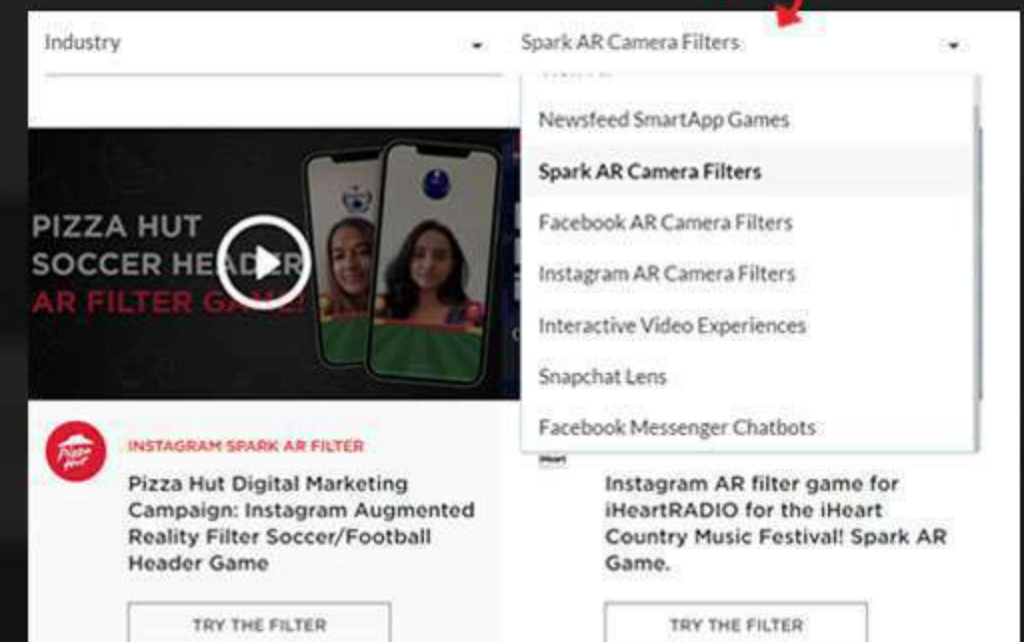 Industry
Spark AR Camera Filters
Newsfeed SmartApp Games
Spark AR Camera Filters
Facebook AR Camera Filters
Instagram AR Camera Filters
Interactive Video Experiences
Snapchat Lens
Facebook Messenger Chatbots
PIZZA HUT
SOCCER HEADER
AR FILTER GAME!
Pizza Hut
INSTAGRAM SPARK AR FILTER
Pizza Hut Digital Marketing
Campaign: Instagram Augmented
Reality Filter Soccer/Football
Header Game
TRY THE FILTER
iHeart
Instagram AR filter game for
iHeartRADIO for the iHeart
Country Music Festival! Spark AR
Game.
TRY THE FILTER